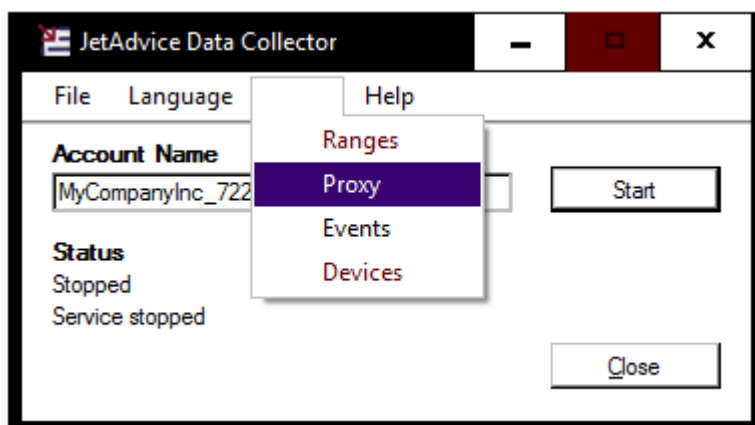 JetAdvice Data Collector
File Language Help
Ranges
Proxy
Events
Devices
Account Name
MyCompanyInc_722
Start
Status
Stopped
Service stopped
Close